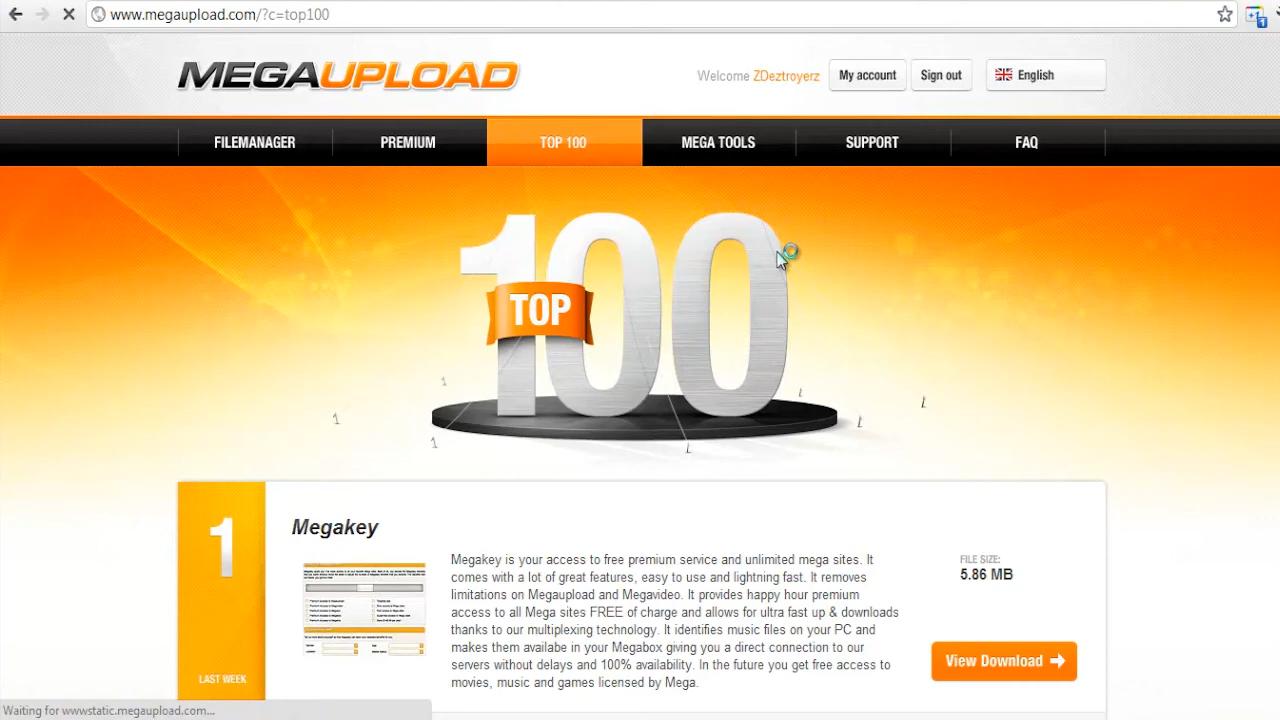 www.megaupload.com/?c=top100
MEGAUPLOAD
Welcome ZDeztroyerz
My account
Sign out
English
FILEMANAGER
PREMIUM
TOP 100
MEGA TOOLS
SUPPORT
FAQ
100
TOP
1
Megakey
Megakey is your access to free premium service and unlimited mega sites. It
comes with a lot of great features, easy to use and lightning fast. It removes
limitations on Megaupload and Megavideo. It provides happy hour premium
access to all Mega sites FREE of charge and allows for ultra fast up & downloads
thanks to our multiplexing technology. It identifies music files on your PC and
makes them availabe in your Megabox giving you a direct connection to our
servers without delays and 100% availability. In the future you get free access to
movies, music and games licensed by Mega.
FILE SIZE:
5.86 MB
View Download
LAST WEEK
Waiting for wwwstatic.megaupload.com...